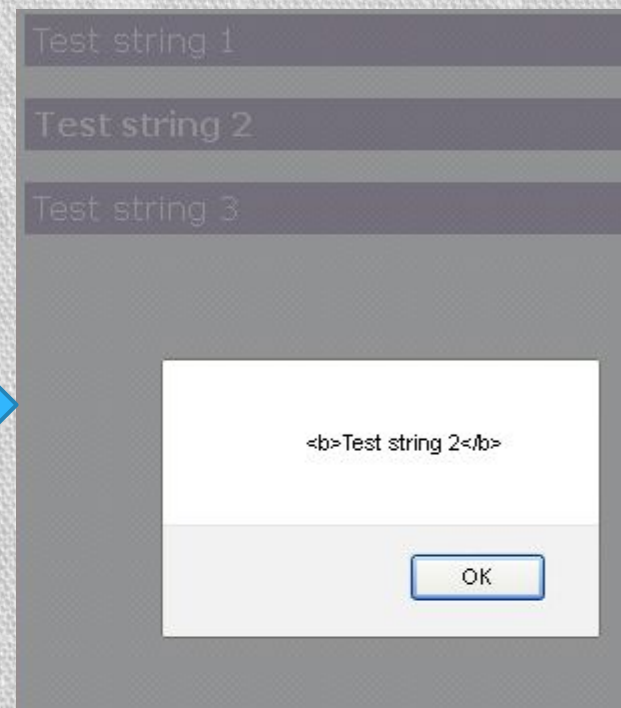 Test string 1
Test string 2
Test string 3
<b>Test string 2</b>
OK